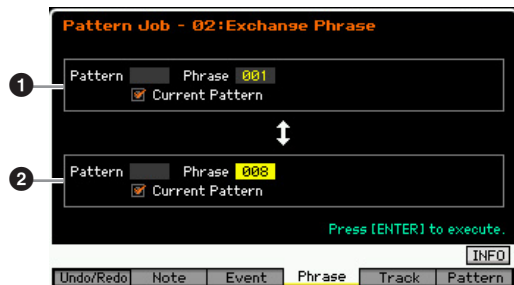 Pattern Job - 02:Exchange Phrase
1
Pattern Phrase 001
Current Pattern
2
Pattern Phrase 008
Current Pattern
Press [ENTER] to execute.
INFO
Undo/Redo Note Event Phrase Track Pattern